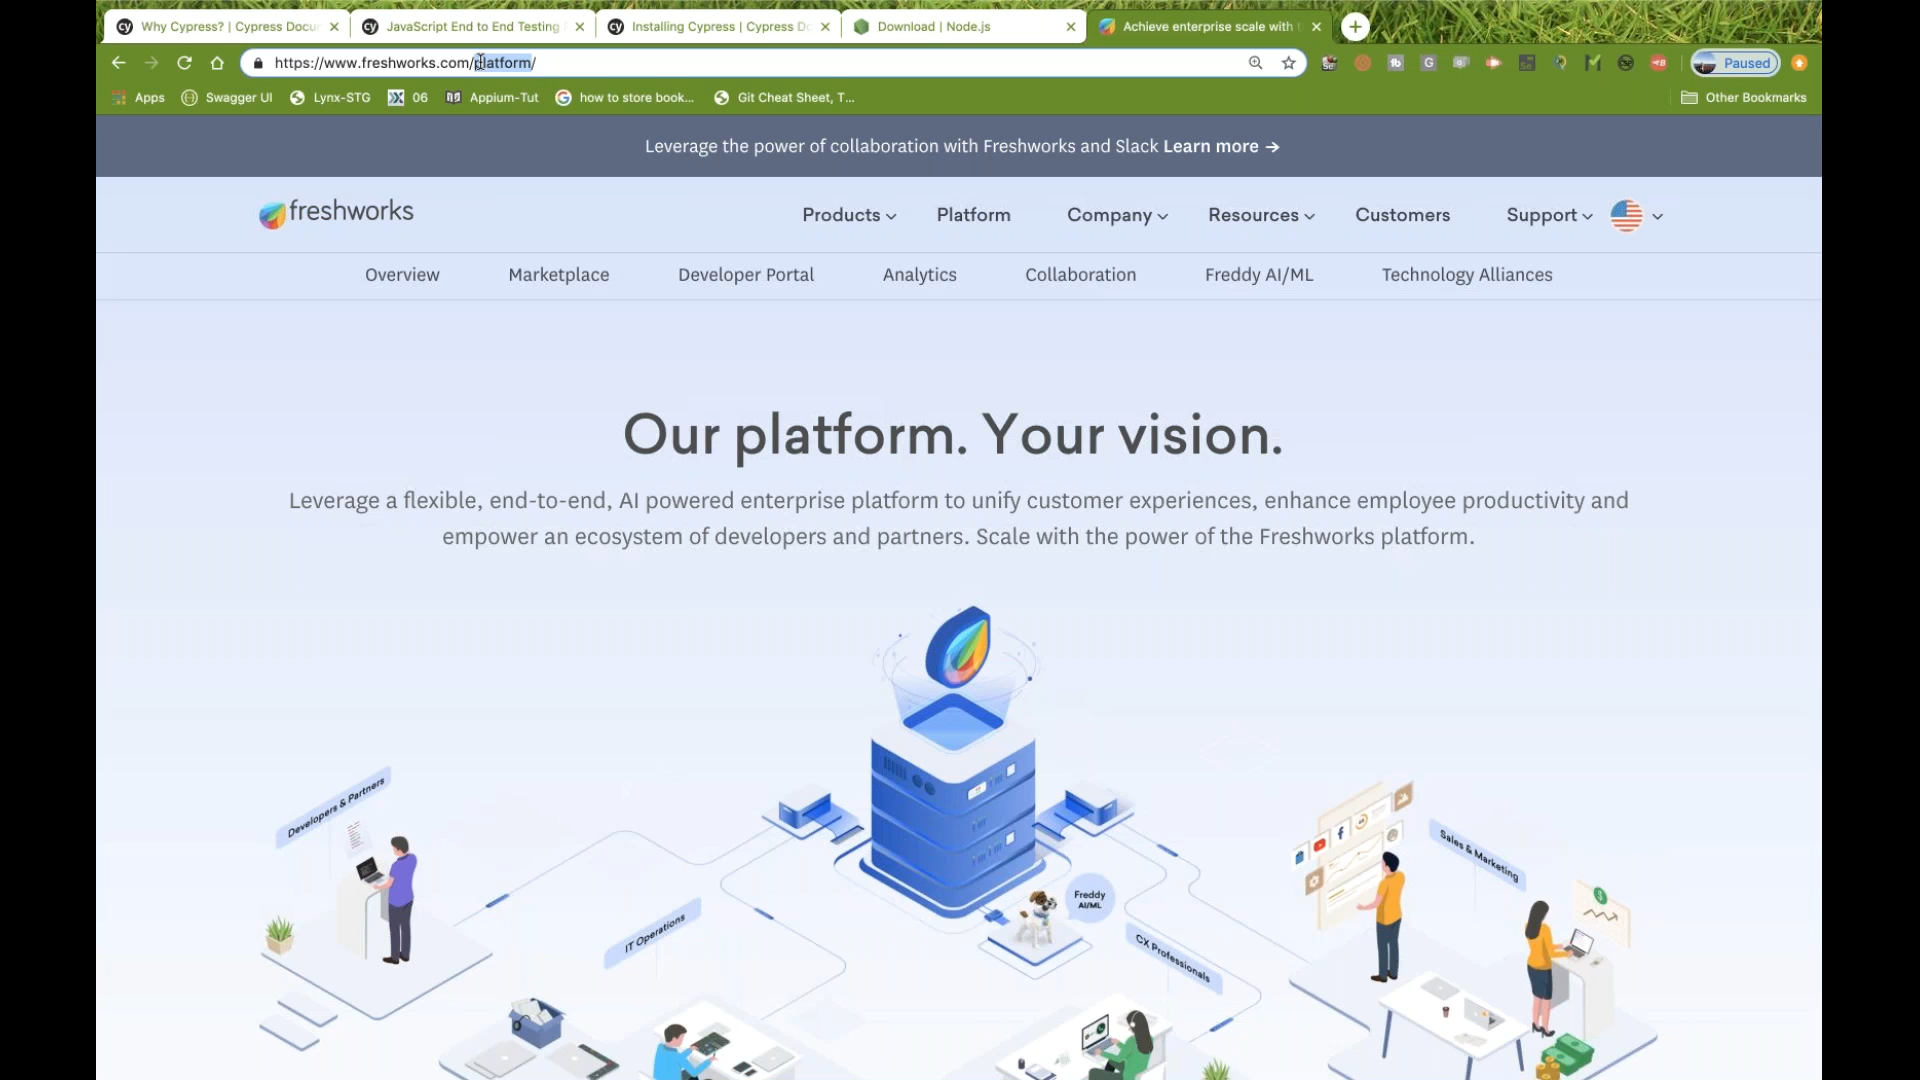 Why Cypress? | Cypress Docu
JavaScript End to End Testing
Installing Cypress | Cypress Do
Download | Node.js
Achieve enterprise scale with
https://www.freshworks.com/platform/
Paused
Apps
Swagger UI
Lynx-STG
06
Appium-Tut
how to store book...
Git Cheat Sheet, T...
Other Bookmarks
Leverage the power of collaboration with Freshworks and Slack Learn more →
freshworks
Products
Platform
Company
Resources
Customers
Support
Overview
Marketplace
Developer Portal
Analytics
Collaboration
Freddy AI/ML
Technology Alliances
Our platform. Your vision.
Leverage a flexible, end-to-end, AI powered enterprise platform to unify customer experiences, enhance employee productivity and
empower an ecosystem of developers and partners. Scale with the power of the Freshworks platform.
Developers & Partners
Sales & Marketing
Freddy
AI/ML
IT Operations
CX Professionals